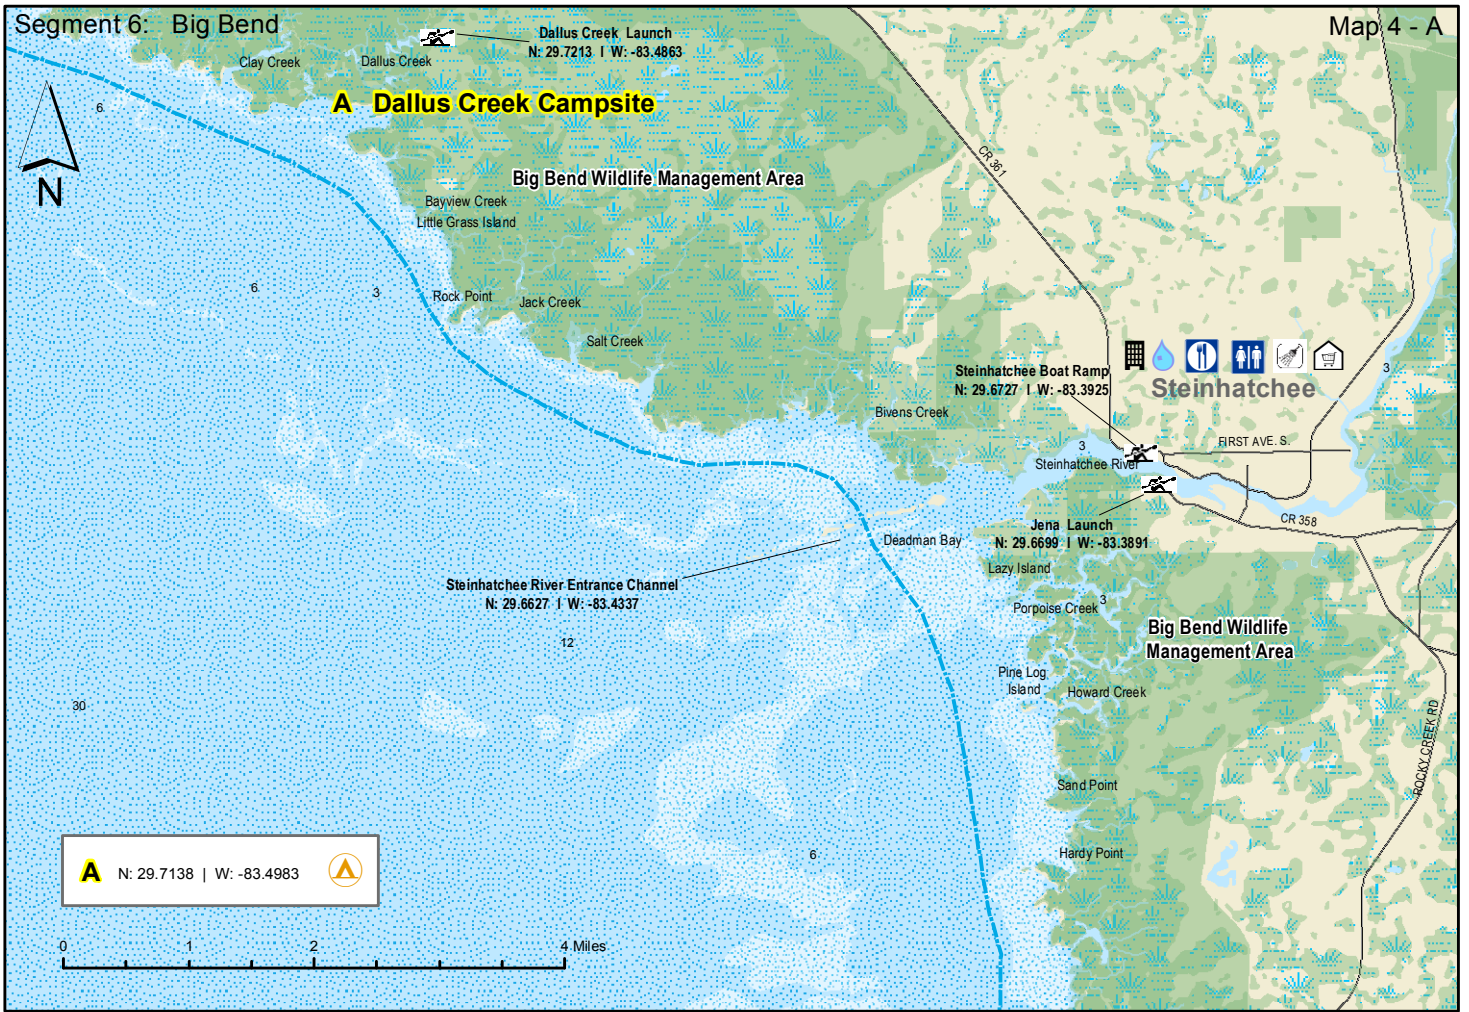 Segment 6: Big Bend
Map 4 - A
Dallus Creek Launch
N: 29.7213 I W: -83.4863
Clay Creek
Dallus Creek
A Dallus Creek Campsite
6
N
CR 361
Big Bend Wildlife Management Area
Bayview Creek
Little Grass Island
6
3
Rock Point
Jack Creek
Salt Creek
Steinhatchee Boat Ramp
N: 29.6727 I W: -83.3925
Steinhatchee
3
Bivens Creek
3
FIRST AVE. S.
Steinhatchee River
CR 358
Jena Launch
N: 29.6699 I W: -83.3891
Deadman Bay
Lazy Island
Steinhatchee River Entrance Channel
N: 29.6627 I W: -83.4337
Porpoise Creek
3
Big Bend Wildlife
Management Area
12
Pine Log
Island
Howard Creek
30
ROCKY CREEK RD
Sand Point
Hardy Point
6
A N: 29.7138 | W: -83.4983
0 1 2 4 Miles